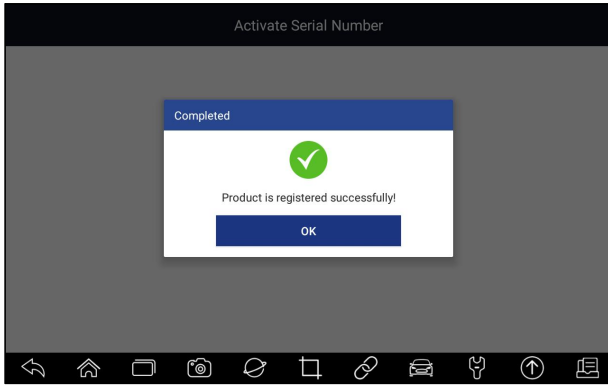 Activate Serial Number
Completed
Product is registered successfully!
OK